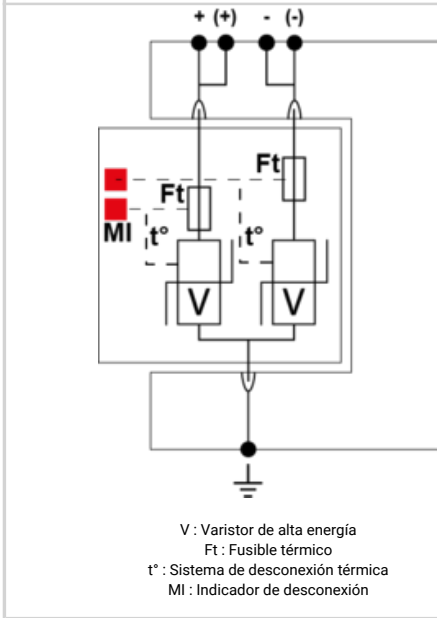 + (+) - (-)
Ft
Ft
MI t° t°
V V
V : Varistor de alta energía
Ft : Fusible térmico
t° : Sistema de desconexión térmica
MI : Indicador de desconexión